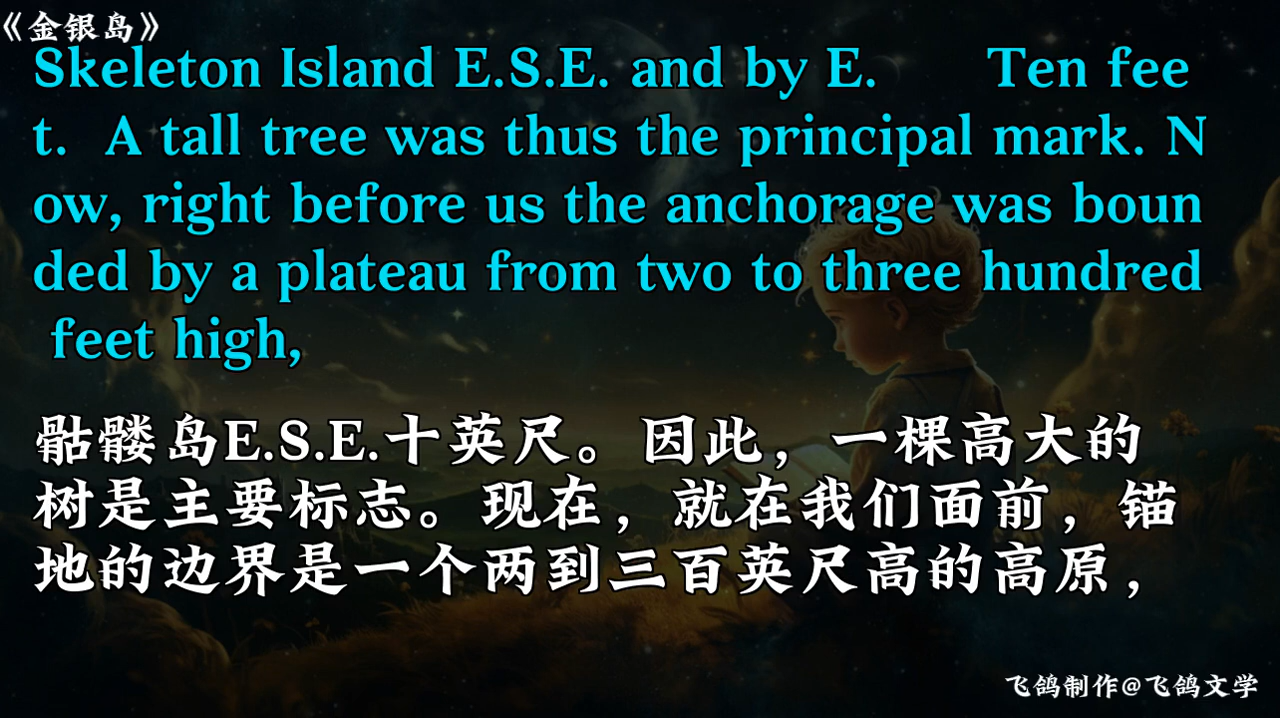 《金银岛》
Skeleton Island E.S.E. and by E.      Ten fee
t.  A tall tree was thus the principal mark. N
ow, right before us the anchorage was boun
ded by a plateau from two to three hundred
 feet high,
骷髅岛E.S.E.十英尺。因此，一棵高大的
树是主要标志。现在，就在我们面前，锚
地的边界是一个两到三百英尺高的高原，
飞鸽制作@飞鸽文学